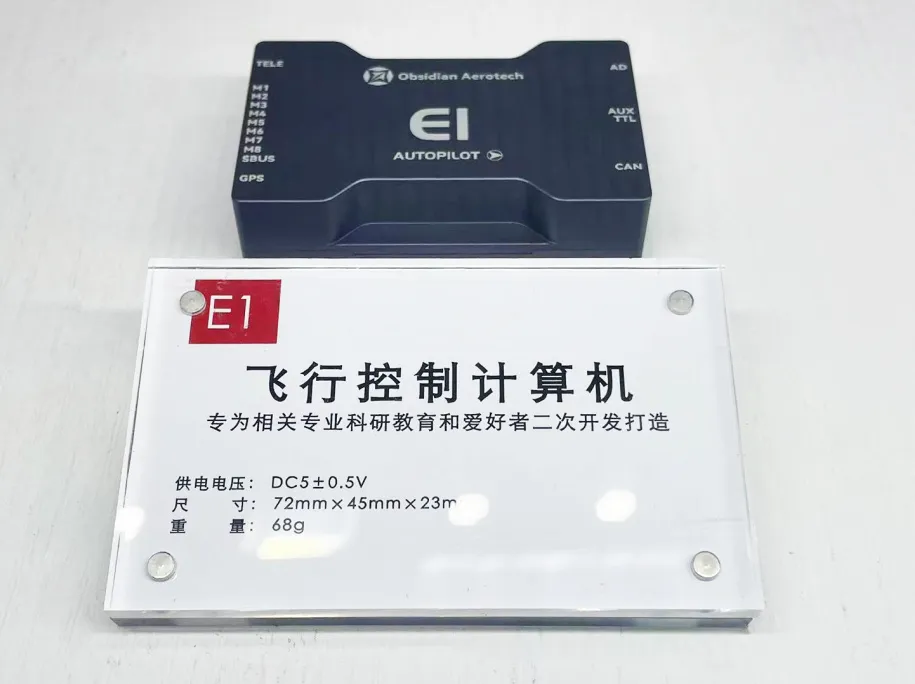 TELE
M1
M2
M3
M4
M5
M6
M7
M8
SBUS
GPS
Obsidian Aerotech
E1
AUTOPILOT
AD
AUX
TTL
CAN
E1
飞行控制计算机
专为相关专业科研教育和爱好者二次开发打造
供电电压： DC5±0.5V
尺 寸： 72mm×45mm×23m
重 量： 68g